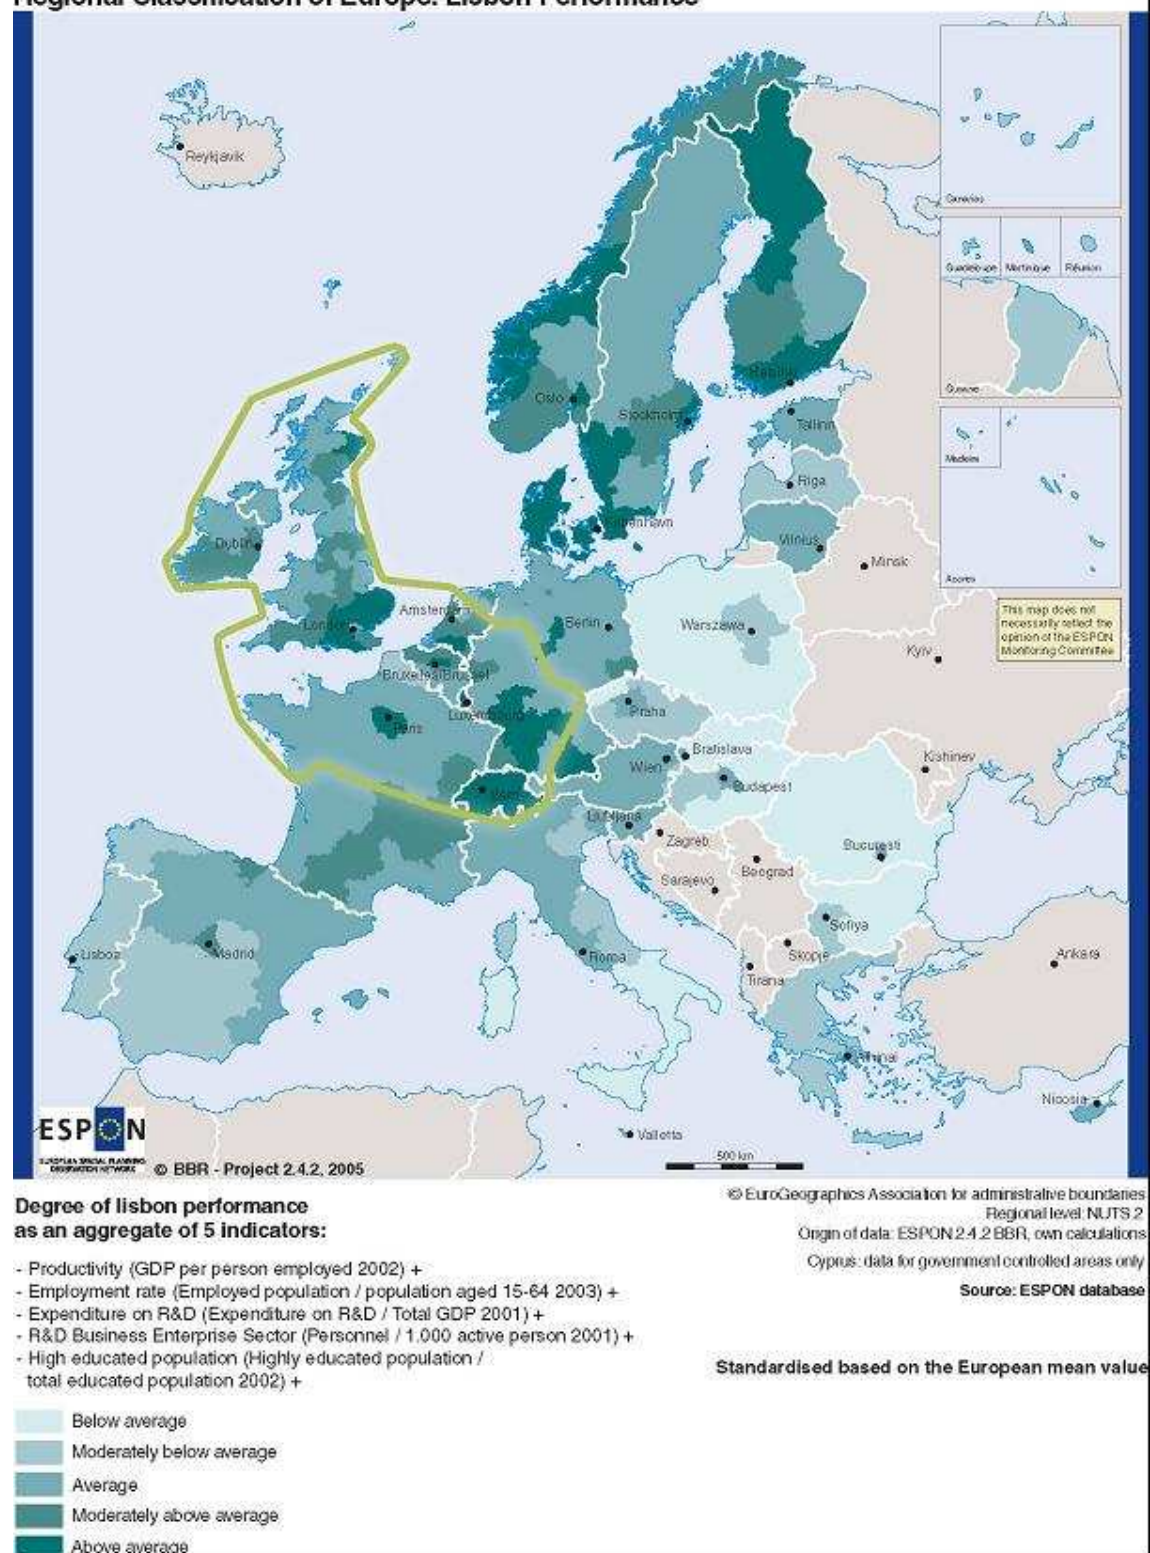 Regional Classification of Europe: Lisbon Performance
Reykjavik
Canarias
Guadeloupe
Martinique
Réunion
Guyane
Madeira
Acores
This map does not
necessarily reflect the
opinion of the ESPON
Monitoring Committee
Oslo
Stockholm
Helsinki
Tallinn
Riga
Vilnius
Minsk
København
Dublin
London
Amsterdam
Berlin
Warszawa
Kyiv
Bruxelles/Brussel
Luxembourg
Paris
Praha
Bratislava
Wien
Budapest
Kishinev
Bern
Ljubljana
Zagreb
Bucuresti
Beograd
Sarajevo
Sofiya
Skopje
Tirana
Roma
Madrid
Lisboa
Ankara
Athinai
Nicosia
Valletta
500 km
ESPON
EUROPEAN SPATIAL PLANNING
OBSERVATION NETWORK
© BBR - Project 2.4.2, 2005
© EuroGeographics Association for administrative boundaries
Regional level: NUTS 2
Origin of data: ESPON 2.4.2 BBR, own calculations
Cyprus: data for government controlled areas only
Source: ESPON database
Standardised based on the European mean value
Degree of lisbon performance
as an aggregate of 5 indicators:
- Productivity (GDP per person employed 2002) +
- Employment rate (Employed population / population aged 15-64 2003) +
- Expenditure on R&D (Expenditure on R&D / Total GDP 2001) +
- R&D Business Enterprise Sector (Personnel / 1.000 active person 2001) +
- High educated population (Highly educated population /
total educated population 2002) +
Below average
Moderately below average
Average
Moderately above average
Above average